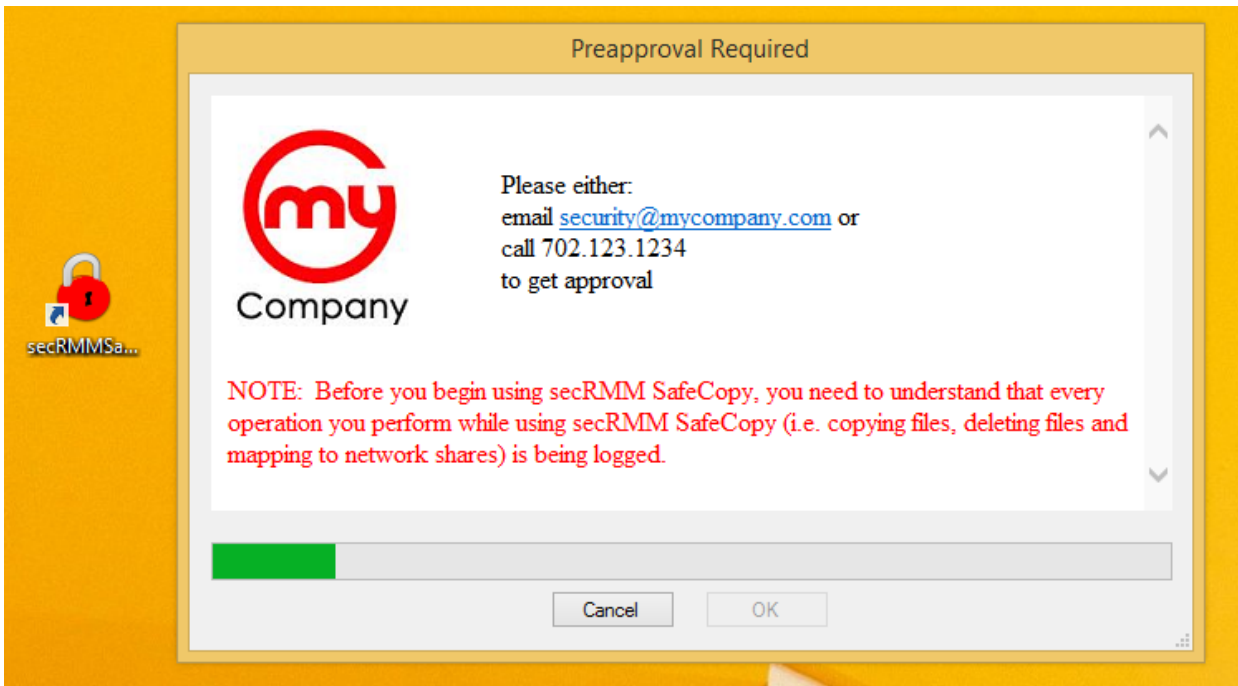 Preapproval Required
my
Company
Please either:
email security@mycompany.com or
call 702.123.1234
to get approval
secRMMSa...
NOTE:  Before you begin using secRMM SafeCopy, you need to understand that every
operation you perform while using secRMM SafeCopy (i.e. copying files, deleting files and
mapping to network shares) is being logged.
Cancel
OK